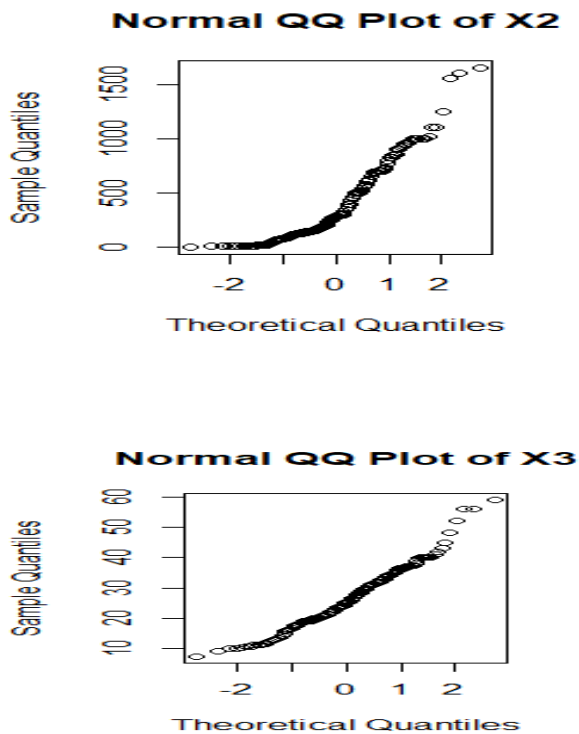 Normal QQ Plot of X2
Sample Quantiles
1500
1000
500
0
-2 0 1 2
Theoretical Quantiles
Normal QQ Plot of X3
Sample Quantiles
60
40
30
20
10
-2 0 1 2
Theoretical Quantiles